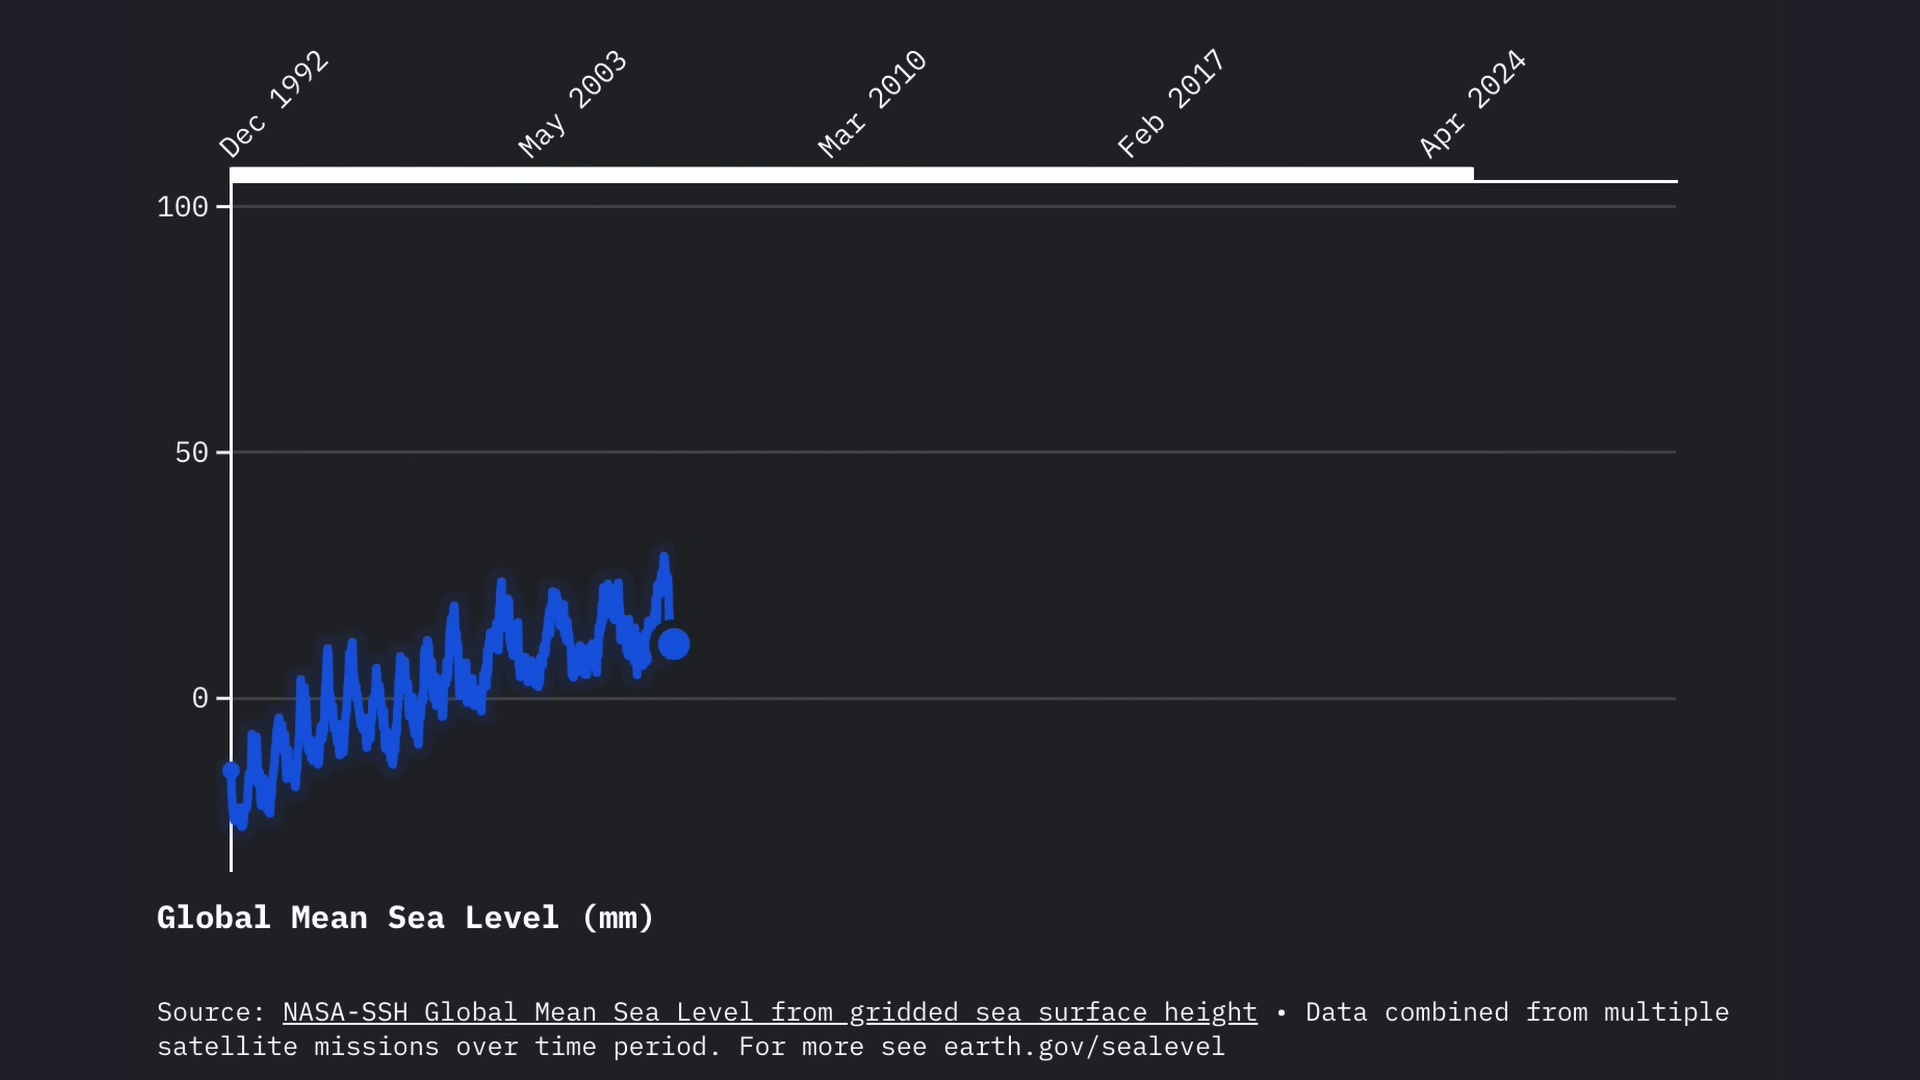 Dec 1992
May 2003
Mar 2010
Feb 2017
Apr 2024
100
50
0
Global Mean Sea Level (mm)
Source: NASA-SSH Global Mean Sea Level from gridded sea surface height • Data combined from multiple
satellite missions over time period. For more see earth.gov/sealevel